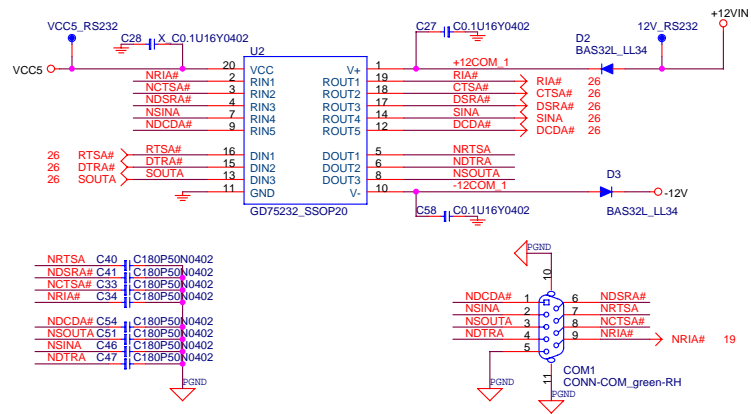 VCC5_RS232
C28 X_C0.1U16Y0402
C27 C0.1U16Y0402
D2
BAS32L_LL34
12V_RS232
+12VIN
VCC5
U2
20 VCC V+ 1 +12COM_1
NRIA# 2 RIN1 ROUT1 19 RIA# RIA# 26
NCTSA# 3 RIN2 ROUT2 18 CTSA# CTSA# 26
NDSRA# 4 RIN3 ROUT3 17 DSRA# DSRA# 26
NSINA 7 RIN4 ROUT4 14 SINA SINA 26
NDCDA# 9 RIN5 ROUT5 12 DCDA# DCDA# 26
26 RTSA# RTSA# 16 DIN1 DOUT1 5 NRTSA
26 DTRA# DTRA# 15 DIN2 DOUT2 6 NDTRA
26 SOUTA SOUTA 13 DIN3 DOUT3 8 NSOUTA
11 GND V- 10 -12COM_1
GD75232_SSOP20
C58 C0.1U16Y0402
D3
-12V
BAS32L_LL34
NRTSA C40 C180P50N0402
NDSRA# C41 C180P50N0402
NCTSA# C33 C180P50N0402
NRIA# C34 C180P50N0402
NDCDA# C54 C180P50N0402
NSOUTA C51 C180P50N0402
NSINA C46 C180P50N0402
NDTRA C47 C180P50N0402
PGND
PGND
10
NDCDA# 1 6 NDSRA#
NSINA 2 7 NRTSA
NSOUTA 3 8 NCTSA#
NDTRA 4 9 NRIA# NRIA# 19
5
11
COM1
CONN-COM_green-RH
PGND
PGND